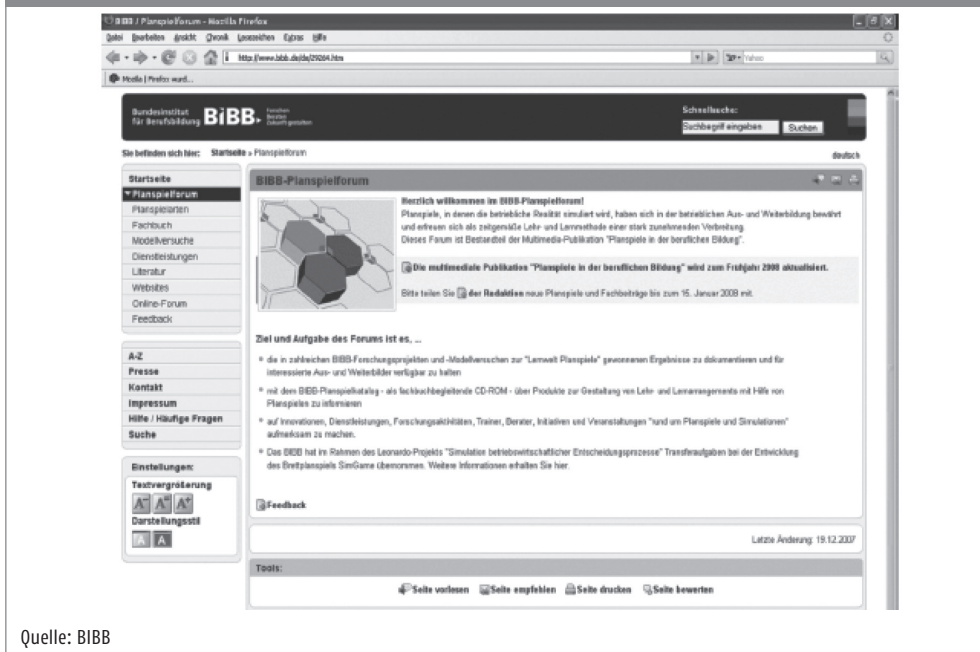 BIBB / Planspielforum - Mozilla Firefox
Datei Bearbeiten Ansicht Chronik Lesezeichen Extras Hilfe
http://www.bibb.de/de/29264.htm
Yahoo
Mozilla | Firefox wurd...
Bundesinstitut
für Berufsbildung
BiBB
Forschen
Beraten
Zukunft gestalten
Schnellsuche:
Suchbegriff eingeben Suchen
Sie befinden sich hier: Startseite » Planspielforum
deutsch
Startseite
Planspielforum
Planspielarten
Fachbuch
Modellversuche
Dienstleistungen
Literatur
Websites
Online-Forum
Feedback
A-Z
Presse
Kontakt
Impressum
Hilfe / Häufige Fragen
Suche
Einstellungen:
Textvergrößerung
A- A= A+
Darstellungsstil
A A
BIBB-Planspielforum
Herzlich willkommen im BIBB-Planspielforum!
Planspiele, in denen die betriebliche Realität simuliert wird, haben sich in der betrieblichen Aus- und Weiterbildung bewährt
und erfreuen sich als zeitgemäße Lehr- und Lernmethode einer stark zunehmenden Verbreitung.
Dieses Forum ist Bestandteil der Multimedia-Publikation "Planspiele in der beruflichen Bildung".
Die multimediale Publikation "Planspiele in der beruflichen Bildung" wird zum Frühjahr 2008 aktualisiert.
Bitte teilen Sie der Redaktion neue Planspiele und Fachbeiträge bis zum 15. Januar 2008 mit.
Ziel und Aufgabe des Forums ist es, ...
die in zahlreichen BIBB-Forschungsprojekten und -Modellversuchen zur "Lernwelt Planspiele" gewonnenen Ergebnisse zu dokumentieren und für
interessierte Aus- und Weiterbilder verfügbar zu halten
mit dem BIBB-Planspielkatalog - als fachbuchbegleitende CD-ROM - über Produkte zur Gestaltung von Lehr- und Lernarrangements mit Hilfe von
Planspielen zu informieren
auf Innovationen, Dienstleistungen, Forschungsaktivitäten, Trainer, Berater, Initiativen und Veranstaltungen "rund um Planspiele und Simulationen"
aufmerksam zu machen.
Das BIBB hat im Rahmen des Leonardo-Projekts "Simulation betriebswirtschaftlicher Entscheidungsprozesse" Transferaufgaben bei der Entwicklung
des Brettplanspiels SimGame übernommen. Weitere Informationen erhalten Sie hier.
Feedback
Letzte Änderung: 19.12.2007
Tools:
Seite vorlesen Seite empfehlen Seite drucken Seite bewerten
Quelle: BIBB